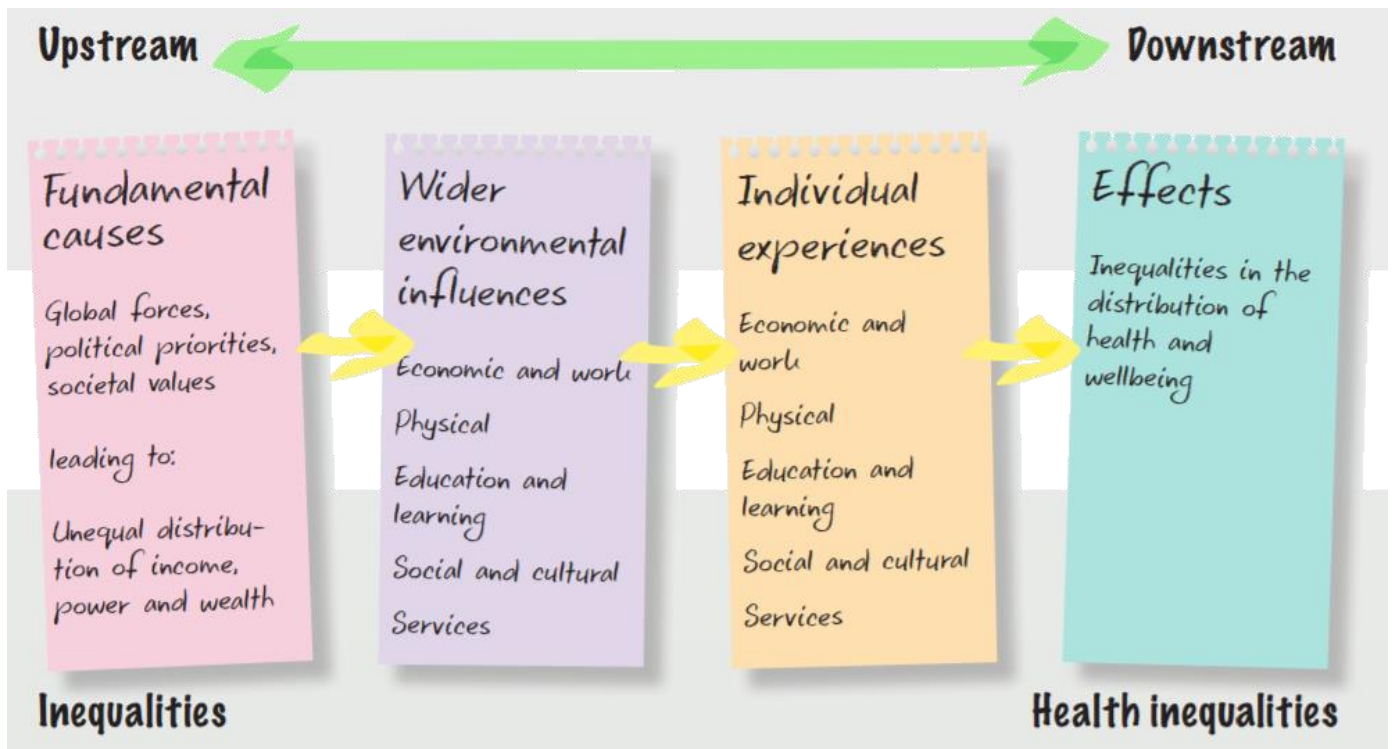 Upstream
Downstream
Fundamental
causes
Global forces,
political priorities,
societal values
leading to:
Unequal distribu-
tion of income,
power and wealth
Wider
environmental
influences
Economic and work
Physical
Education and
learning
Social and cultural
Services
Individual
experiences
Economic and
work
Physical
Education and
learning
Social and cultural
Services
Effects
Inequalities in the
distribution of
health and
wellbeing
Inequalities
Health inequalities